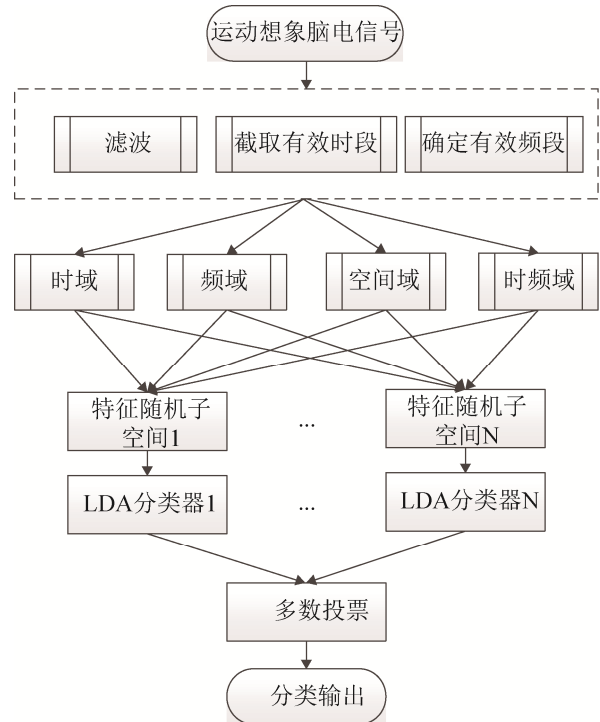 运动想象脑电信号
滤波
截取有效时段
确定有效频段
时域
频域
空间域
时频域
特征随机子
空间1
...
特征随机子
空间N
LDA分类器1
...
LDA分类器N
多数投票
分类输出